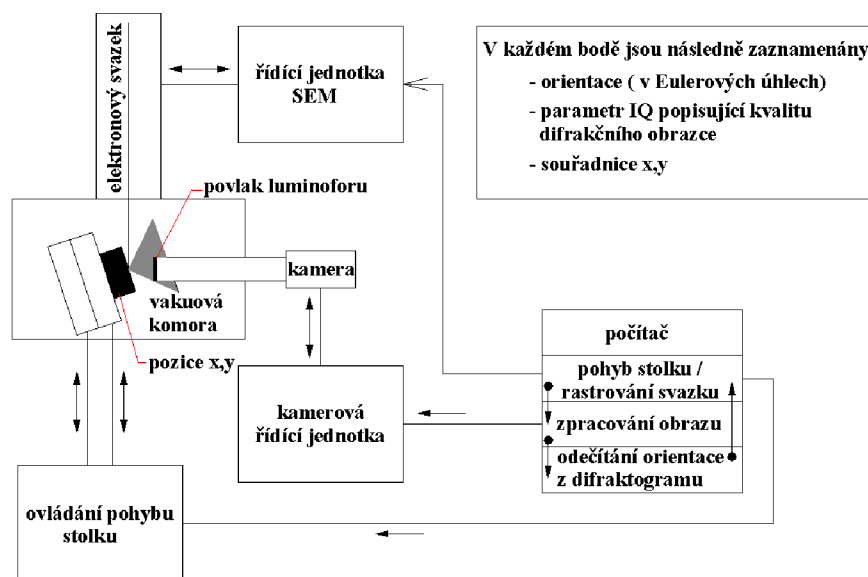 elektronový svazek
řídící jednotka
SEM
V každém bodě jsou následně zaznamenány
- orientace ( v Eulerových úhlech)
- parametr IQ popisující kvalitu
difrakčního obrazce
- souřadnice x,y
povlak luminoforu
kamera
vakuová
komora
pozice x,y
kamerová
řídící jednotka
počítač
pohyb stolku /
rastrování svazku
zpracování obrazu
odečítání orientace
z difraktogramu
ovládání pohybu
stolku